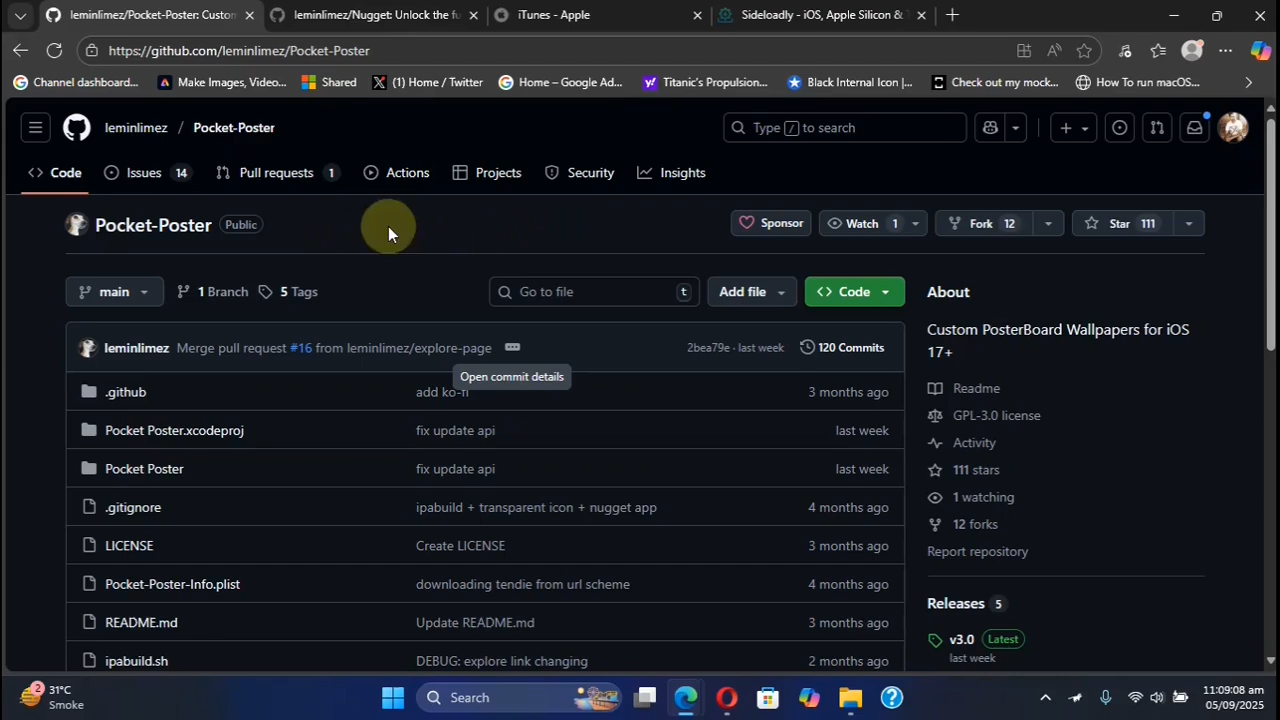 leminlimez/Pocket-Poster: Custom
leminlimez/Nugget: Unlock the fu
iTunes - Apple
Sideloadly - iOS, Apple Silicon &
https://github.com/leminlimez/Pocket-Poster
Channel dashboard...
Make Images, Video...
Shared
(1) Home / Twitter
Home – Google Ad...
Titanic's Propulsion...
Black Internal Icon |...
Check out my mock...
How To run macOS...
leminlimez / Pocket-Poster
Type / to search
Code
Issues 14
Pull requests 1
Actions
Projects
Security
Insights
Pocket-Poster Public
Sponsor
Watch 1
Fork 12
Star 111
main
1 Branch
5 Tags
Go to file t
Add file
Code
About
leminlimez Merge pull request #16 from leminlimez/explore-page
2bea79e · last week
120 Commits
Custom PosterBoard Wallpapers for iOS
17+
Open commit details
.github add ko-fi 3 months ago
Pocket Poster.xcodeproj fix update api last week
Pocket Poster fix update api last week
.gitignore ipabuild + transparent icon + nugget app 4 months ago
LICENSE Create LICENSE 3 months ago
Pocket-Poster-Info.plist downloading tendie from url scheme 4 months ago
README.md Update README.md 3 months ago
ipabuild.sh DEBUG: explore link changing 2 months ago
Readme
GPL-3.0 license
Activity
111 stars
1 watching
12 forks
Report repository
Releases 5
v3.0 Latest
last week
2
31°C
Smoke
Search
11:09:08 am
05/09/2025